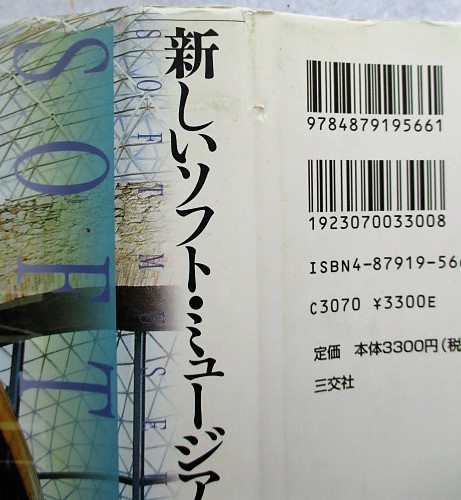 SOFT
SOFT MUSE
新しいソフト・ミュージア
9784879195661
1923070033008
ISBN4-87919-56
C3070 ¥3300E
定価 本体3300円(税
三交社